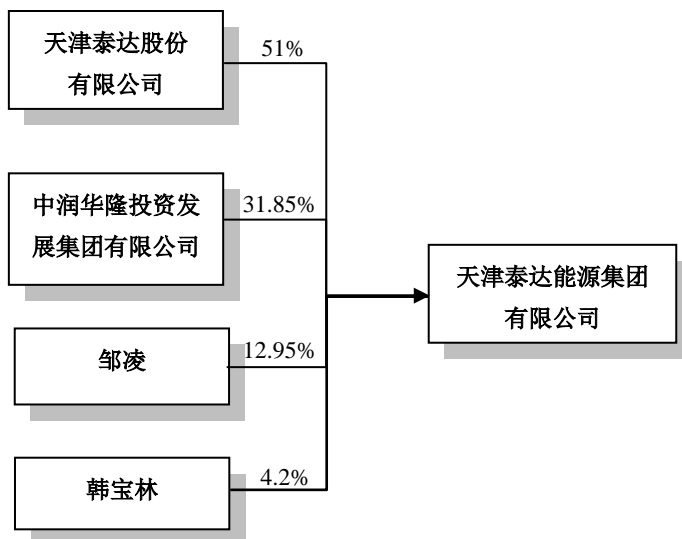 天津泰达股份
有限公司
51%
中润华隆投资发
展集团有限公司
31.85%
天津泰达能源集团
有限公司
邹凌
12.95%
韩宝林
4.2%